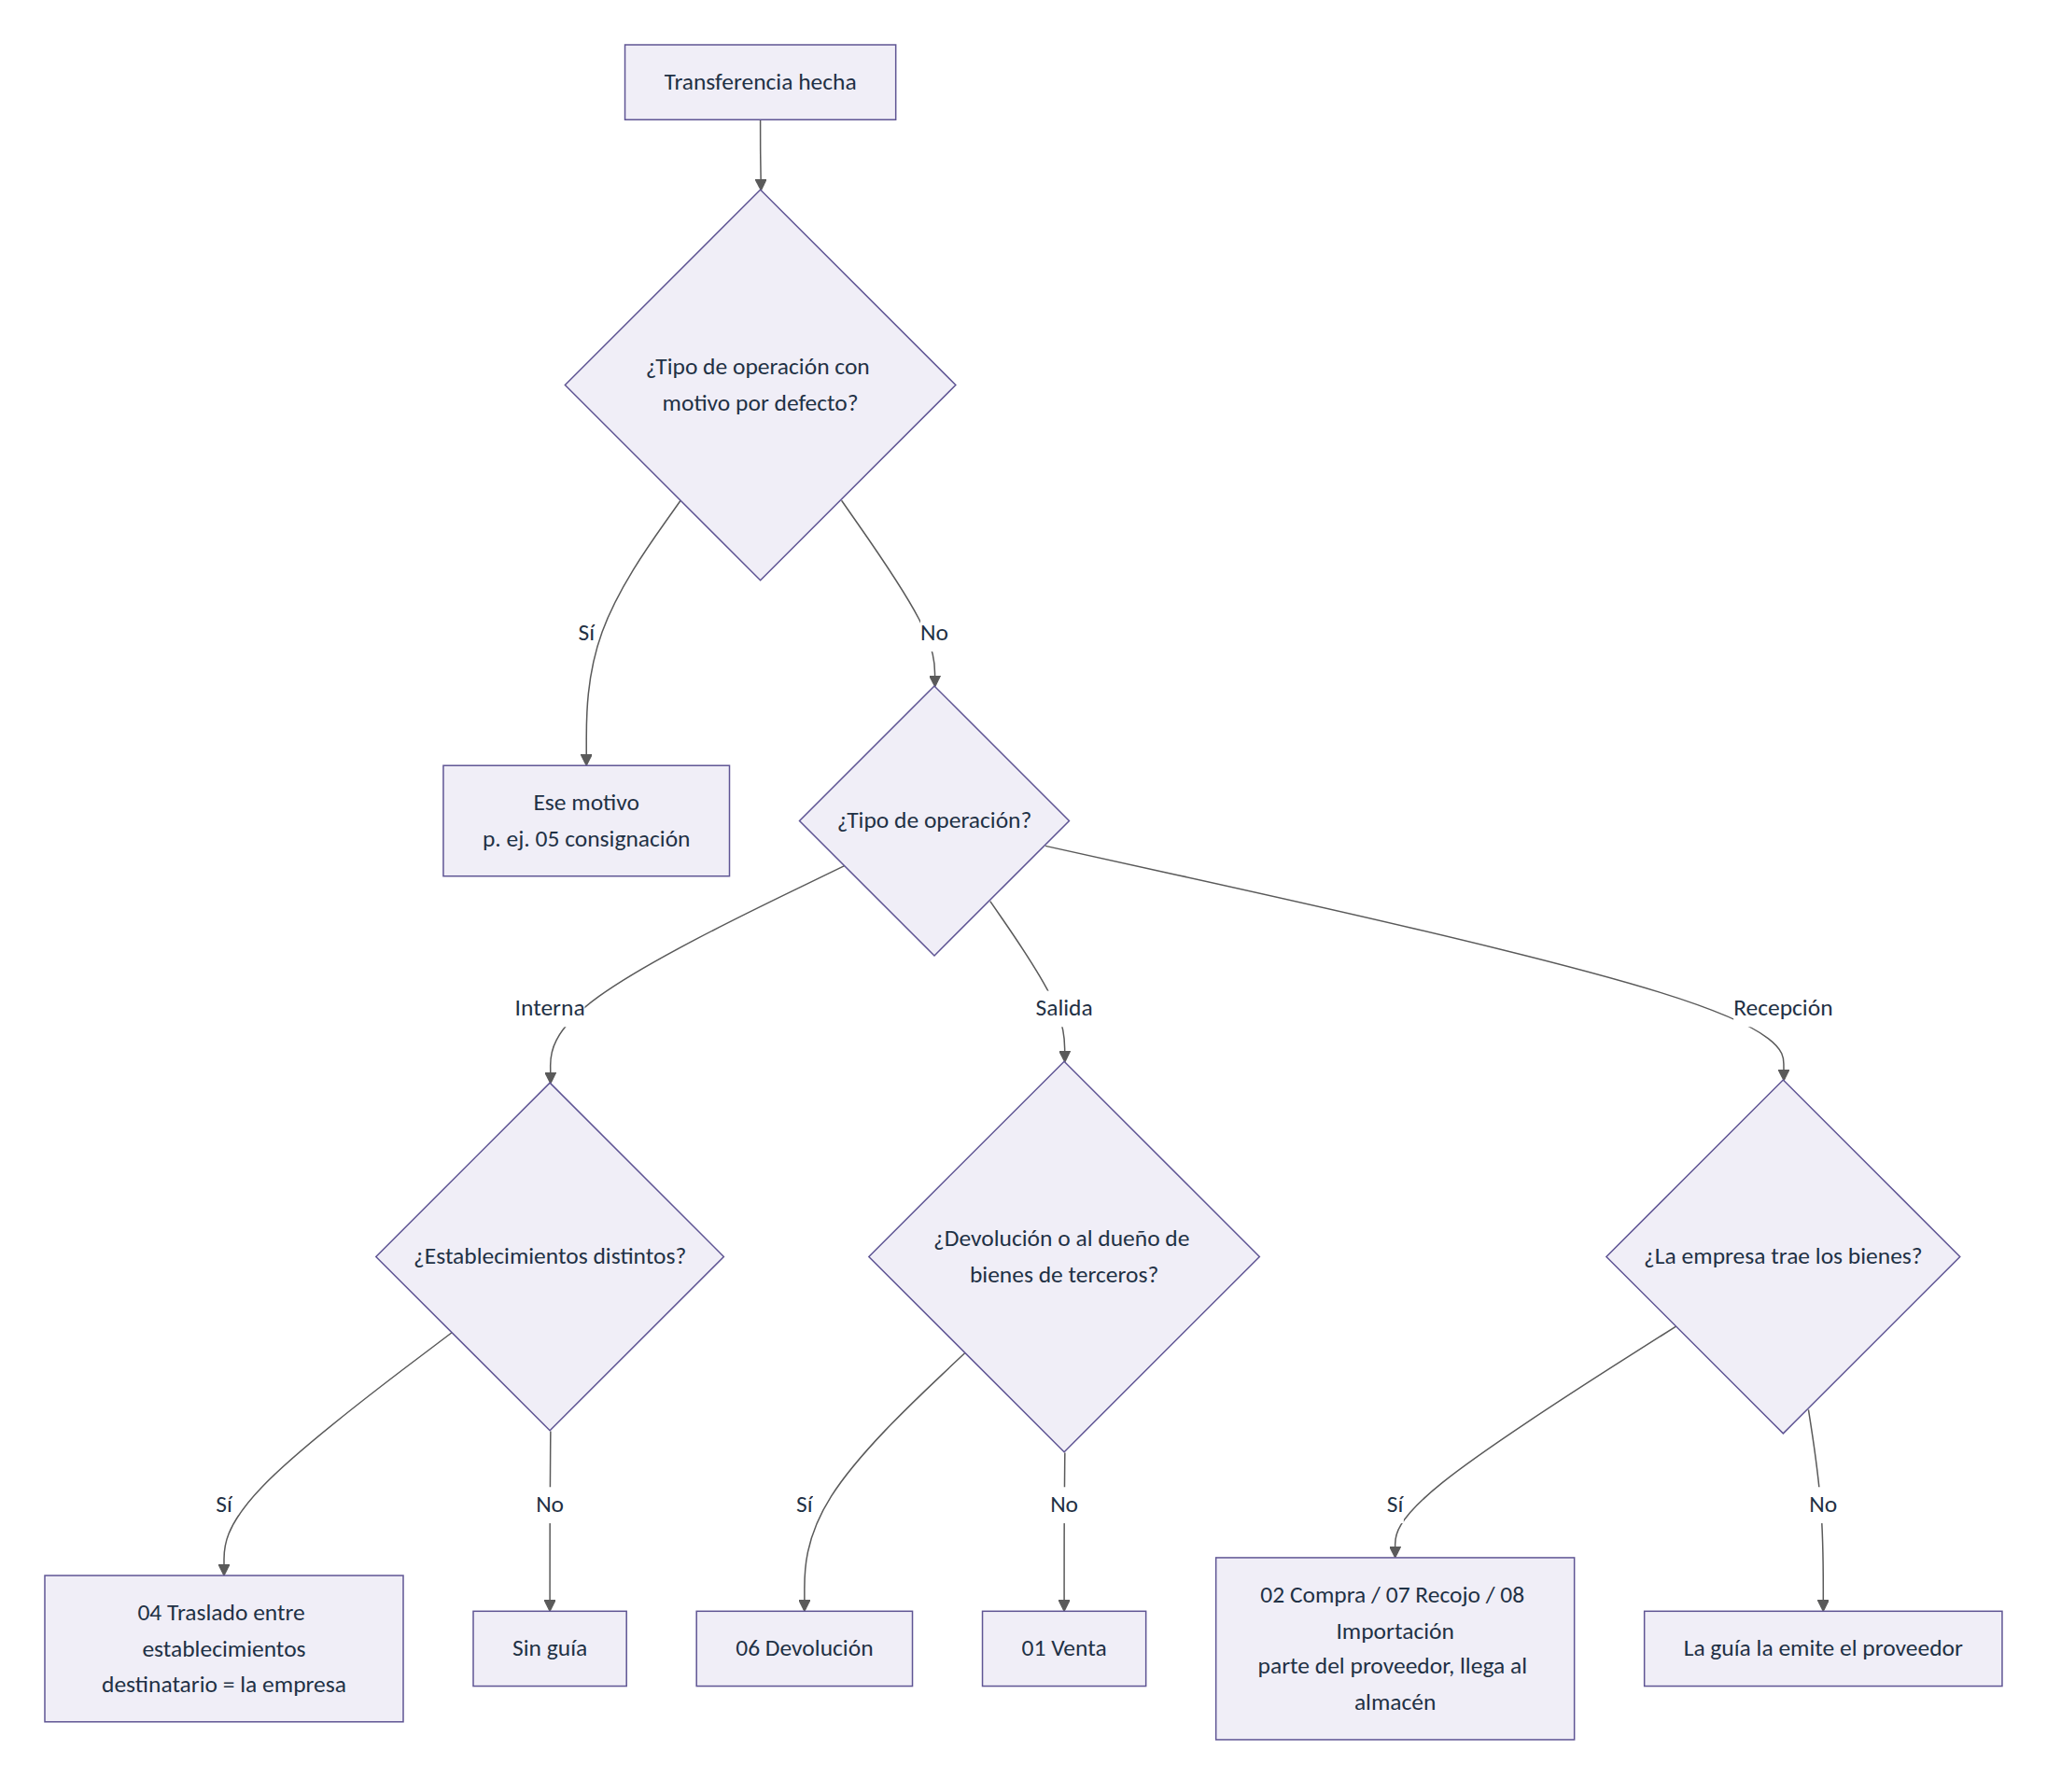 Transferencia hecha
¿Tipo de operación con
motivo por defecto?
Sí
No
Ese motivo
p. ej. 05 consignación
¿Tipo de operación?
Interna
Salida
Recepción
¿Establecimientos distintos?
¿Devolución o al dueño de
bienes de terceros?
¿La empresa trae los bienes?
Sí
No
Sí
No
Sí
No
04 Traslado entre
establecimientos
destinatario = la empresa
Sin guía
06 Devolución
01 Venta
02 Compra / 07 Recojo / 08
Importación
parte del proveedor, llega al
almacén
La guía la emite el proveedor